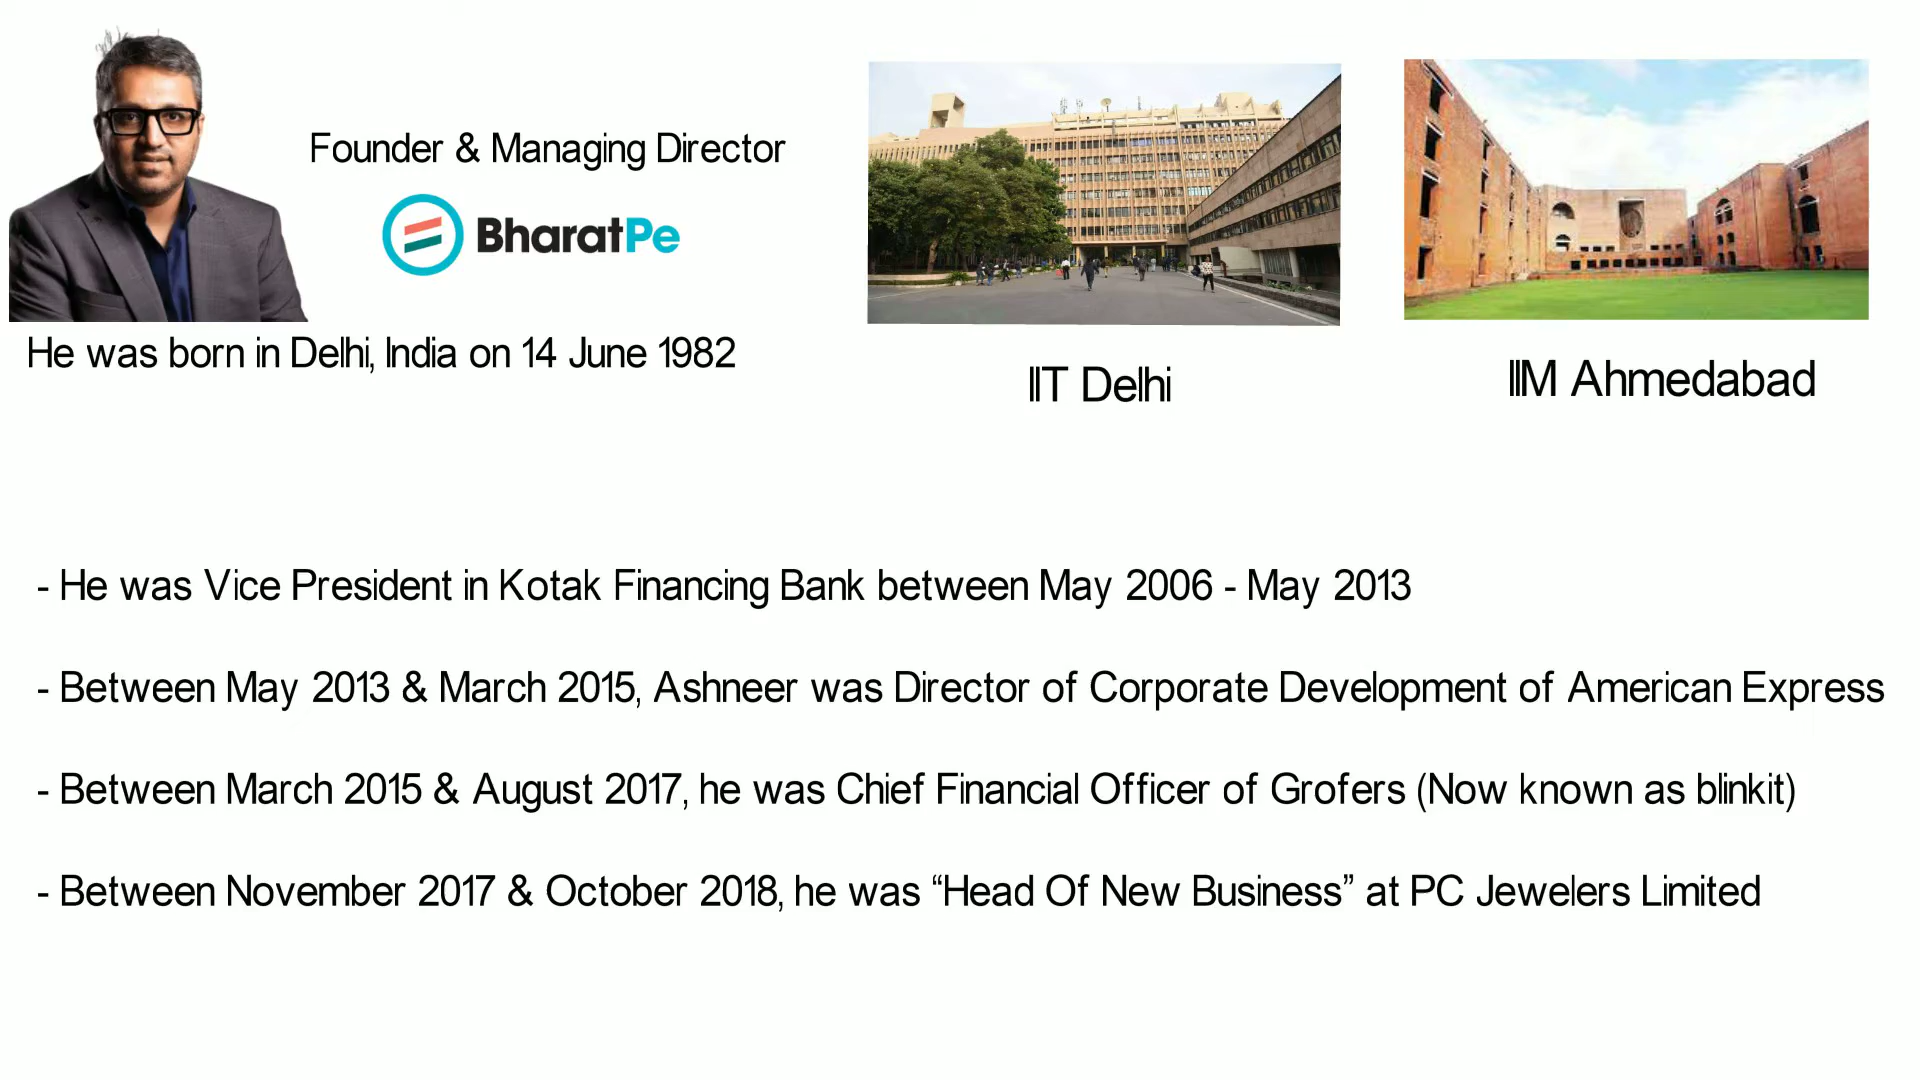 Founder & Managing Director
BharatPe
He was born in Delhi, India on 14 June 1982
IIT Delhi
IIM Ahmedabad
- He was Vice President in Kotak Financing Bank between May 2006 - May 2013
- Between May 2013 & March 2015, Ashneer was Director of Corporate Development of American Express
- Between March 2015 & August 2017, he was Chief Financial Officer of Grofers (Now known as blinkit)
- Between November 2017 & October 2018, he was “Head Of New Business” at PC Jewelers Limited